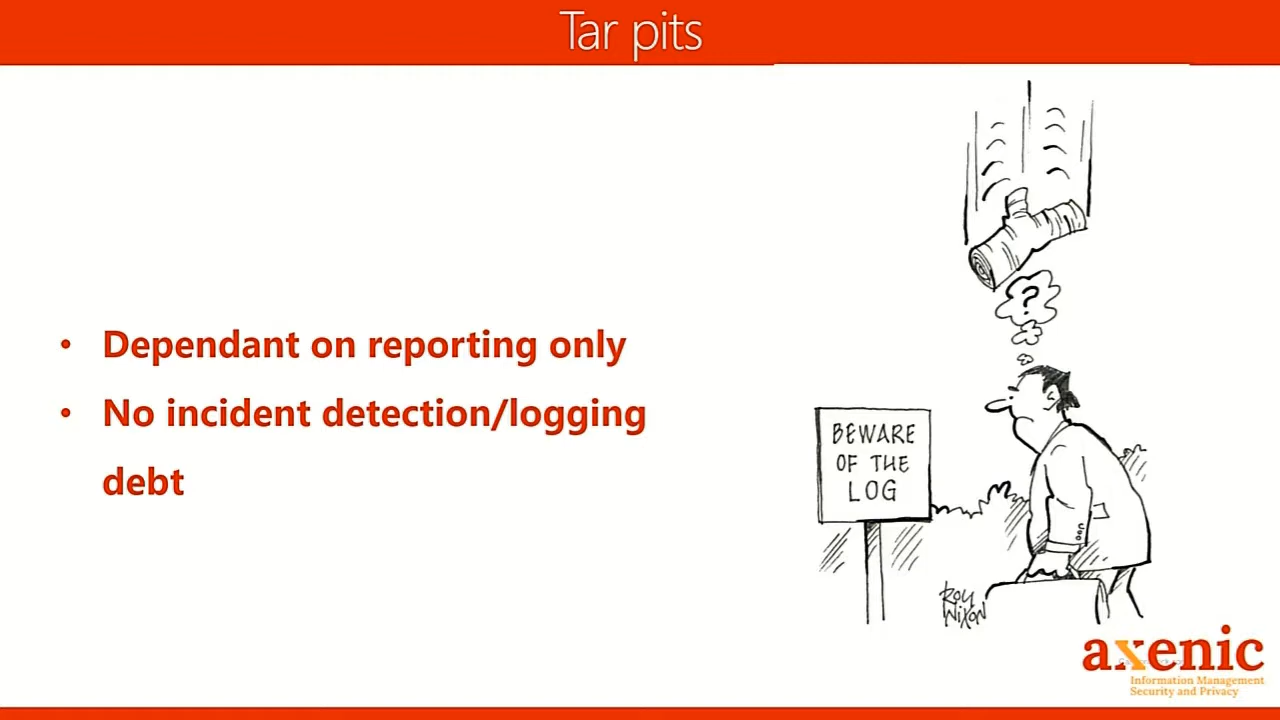 Tar pits
• Dependant on reporting only
• No incident detection/logging
debt
?
BEWARE
OF THE
LOG
ROY
NIXON
axenic
Information Management
Security and Privacy